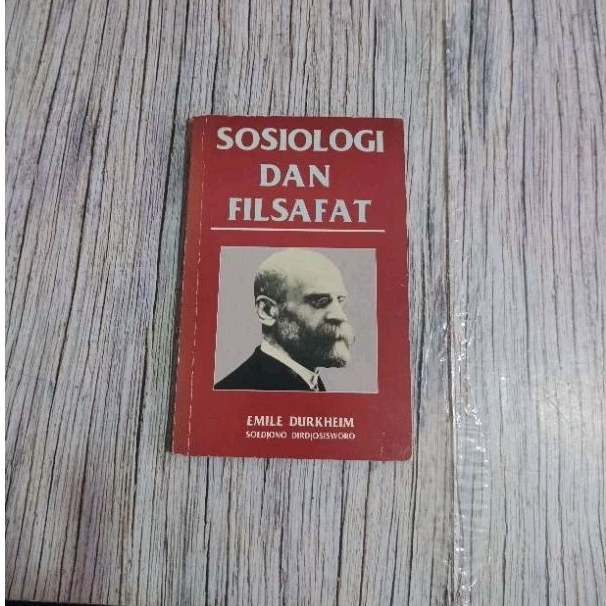 SOSIOLOGI
DAN
FILSAFAT
EMILE DURKHEIM
SOEDJONO DIRDJOSISWORO